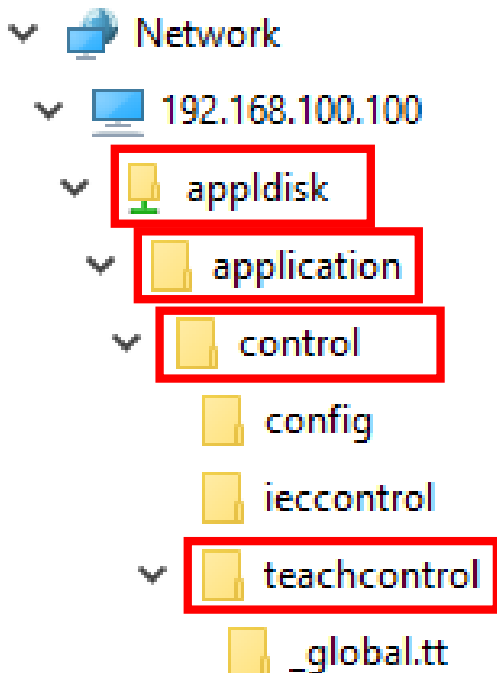 Network
192.168.100.100
appldisk
application
control
config
ieccontrol
teachcontrol
_global.tt